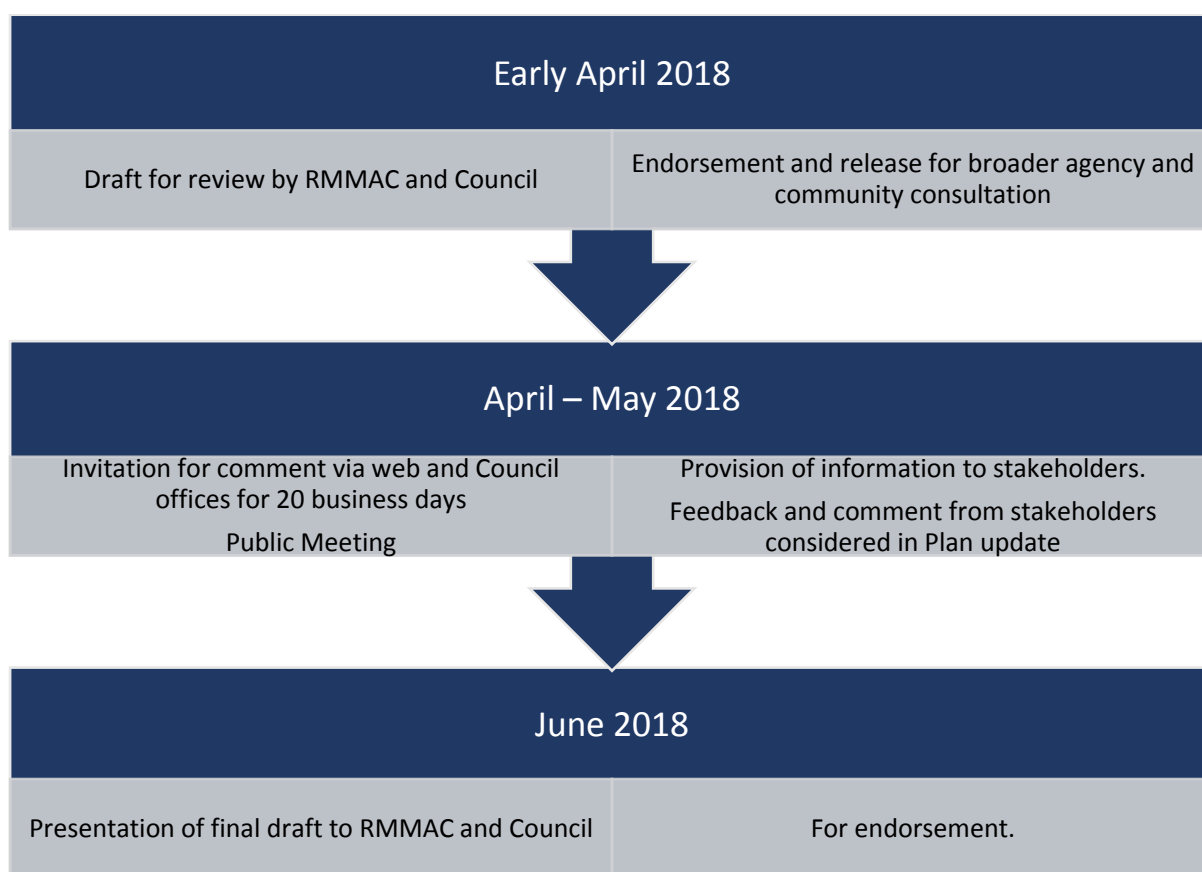 Early April 2018
Draft for review by RMMAC and Council
Endorsement and release for broader agency and
community consultation
April – May 2018
Invitation for comment via web and Council
offices for 20 business days
Public Meeting
Provision of information to stakeholders.
Feedback and comment from stakeholders
considered in Plan update
June 2018
Presentation of final draft to RMMAC and Council
For endorsement.